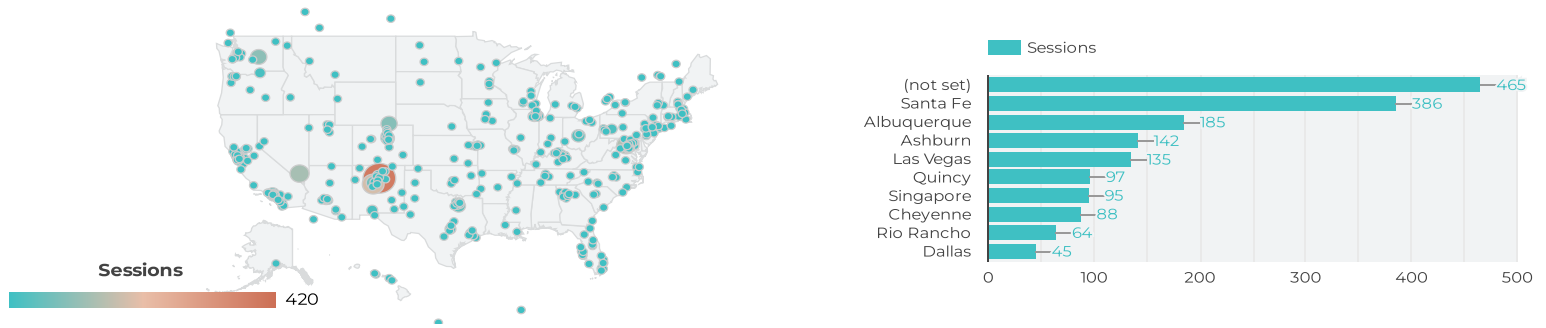 Sessions
420
Sessions
(not set) 465
Santa Fe 386
Albuquerque 185
Ashburn 142
Las Vegas 135
Quincy 97
Singapore 95
Cheyenne 88
Rio Rancho 64
Dallas 45
0 100 200 300 400 500